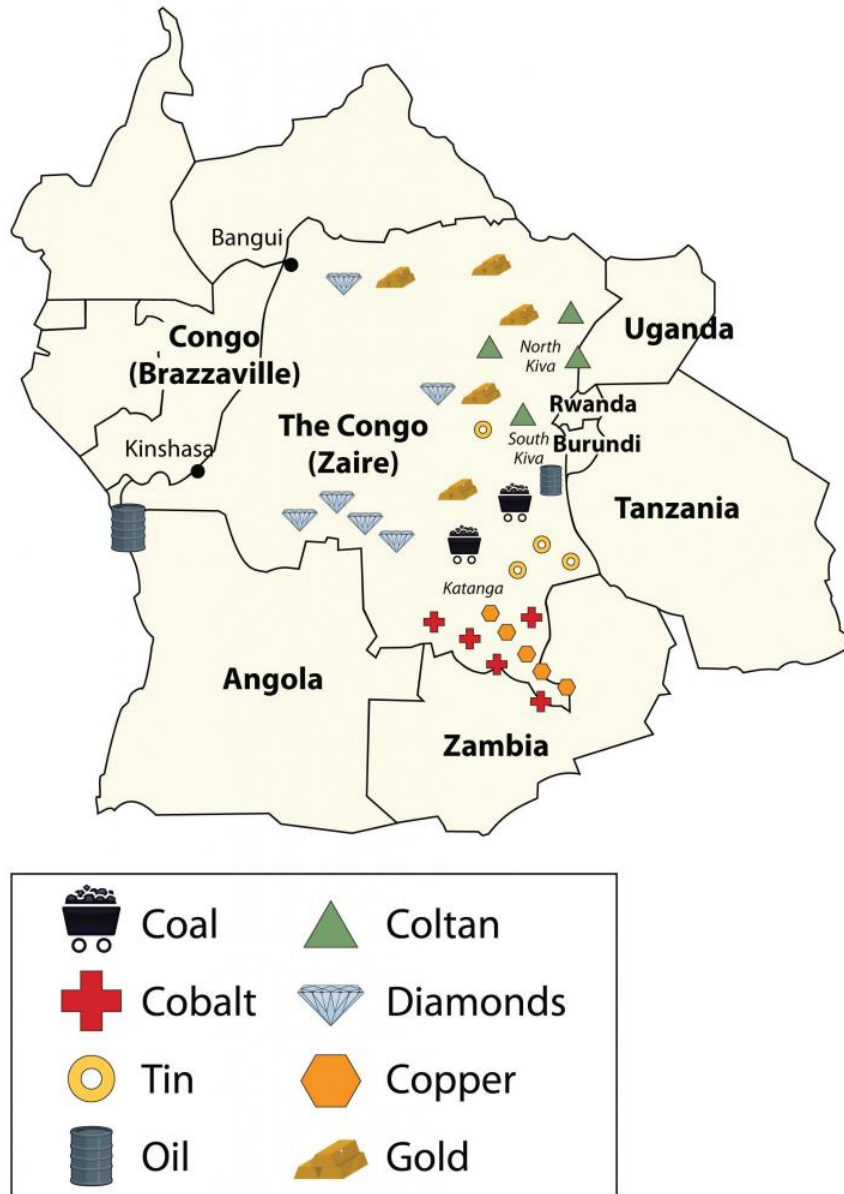 Bangui
Congo
(Brazzaville)
Uganda
North
Kiva
Rwanda
The Congo
(Zaire)
Kinshasa
South
Kiva
Burundi
Tanzania
Katanga
Angola
Zambia
Coal
Coltan
Cobalt
Diamonds
Tin
Copper
Oil
Gold